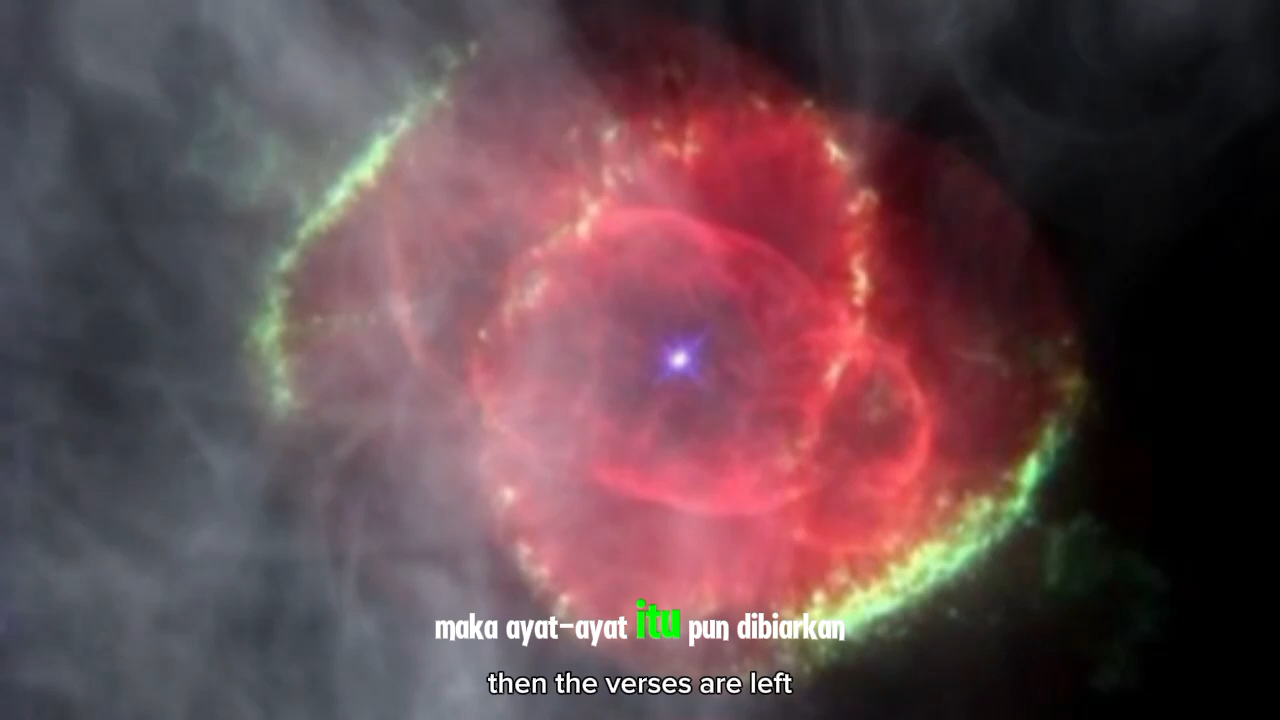 maka ayat-ayat itu pun dibiarkan
then the verses are left